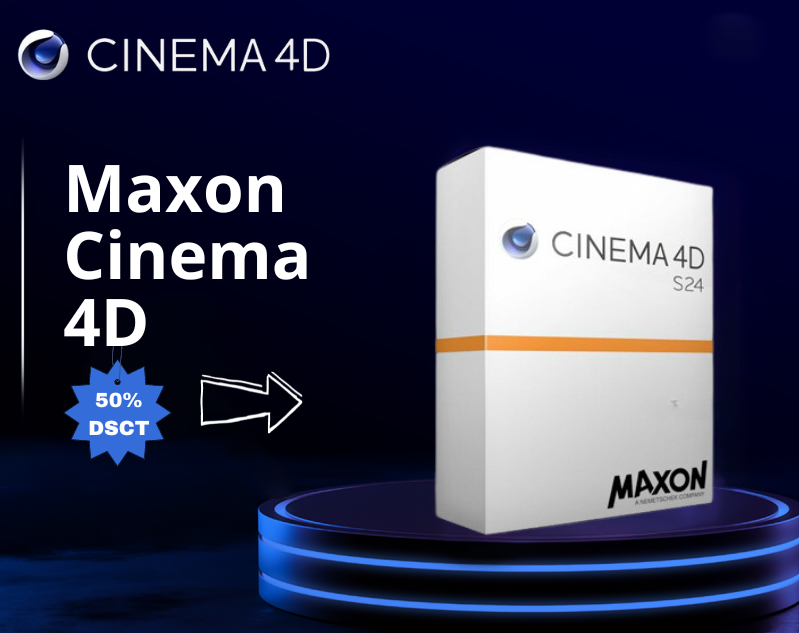 CINEMA 4D
Maxon
Cinema
4D
50%
DSCT
CINEMA 4D
S24
MAXON
A NEMETSCHEK COMPANY